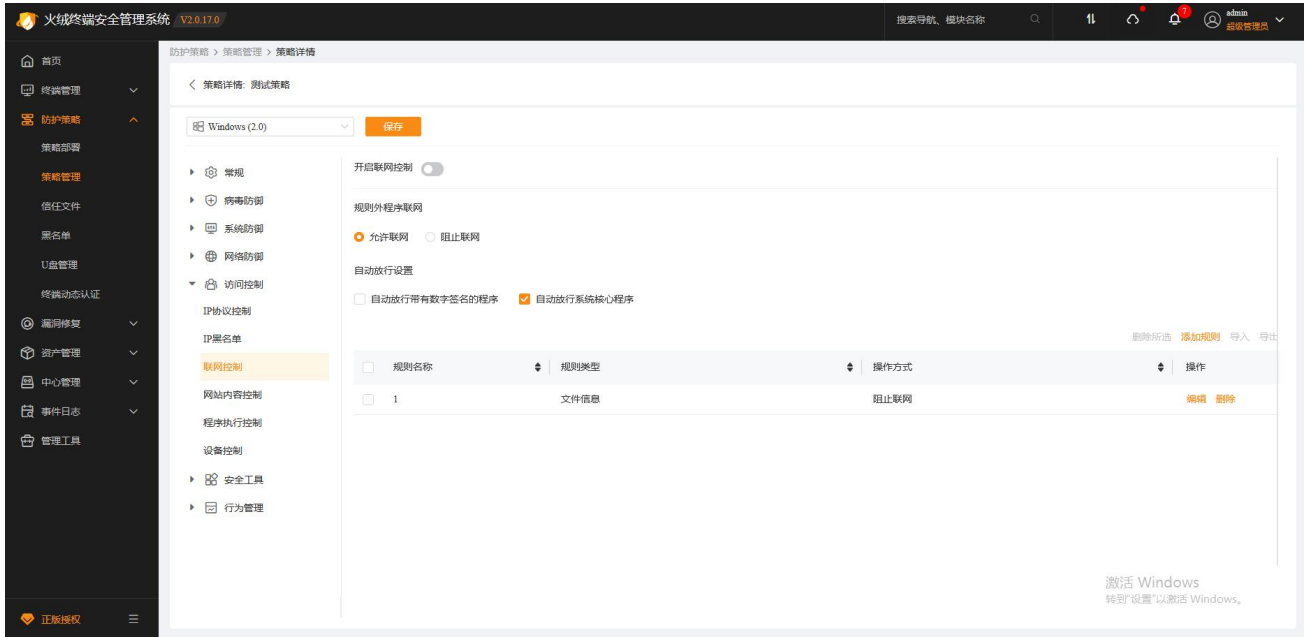 火绒终端安全管理系统 V2.0.17.0 搜索导航、模块名称 7 admin
超级管理员
首页
终端管理
防护策略
策略部署
策略管理
信任文件
黑名单
U盘管理
终端动态认证
漏洞修复
资产管理
中心管理
事件日志
管理工具
正版授权
防护策略 > 策略管理 > 策略详情
策略详情: 测试策略
Windows (2.0) 保存
常规
病毒防御
系统防御
网络防御
访问控制
IP协议控制
IP黑名单
联网控制
网站内容控制
程序执行控制
设备控制
安全工具
行为管理
开启联网控制
规则外程序联网
允许联网 阻止联网
自动放行设置
自动放行带有数字签名的程序 自动放行系统核心程序
删除所选 添加规则 导入 导出
规则名称 规则类型 操作方式 操作
1 文件信息 阻止联网 编辑 删除
激活 Windows
转到"设置"以激活 Windows。